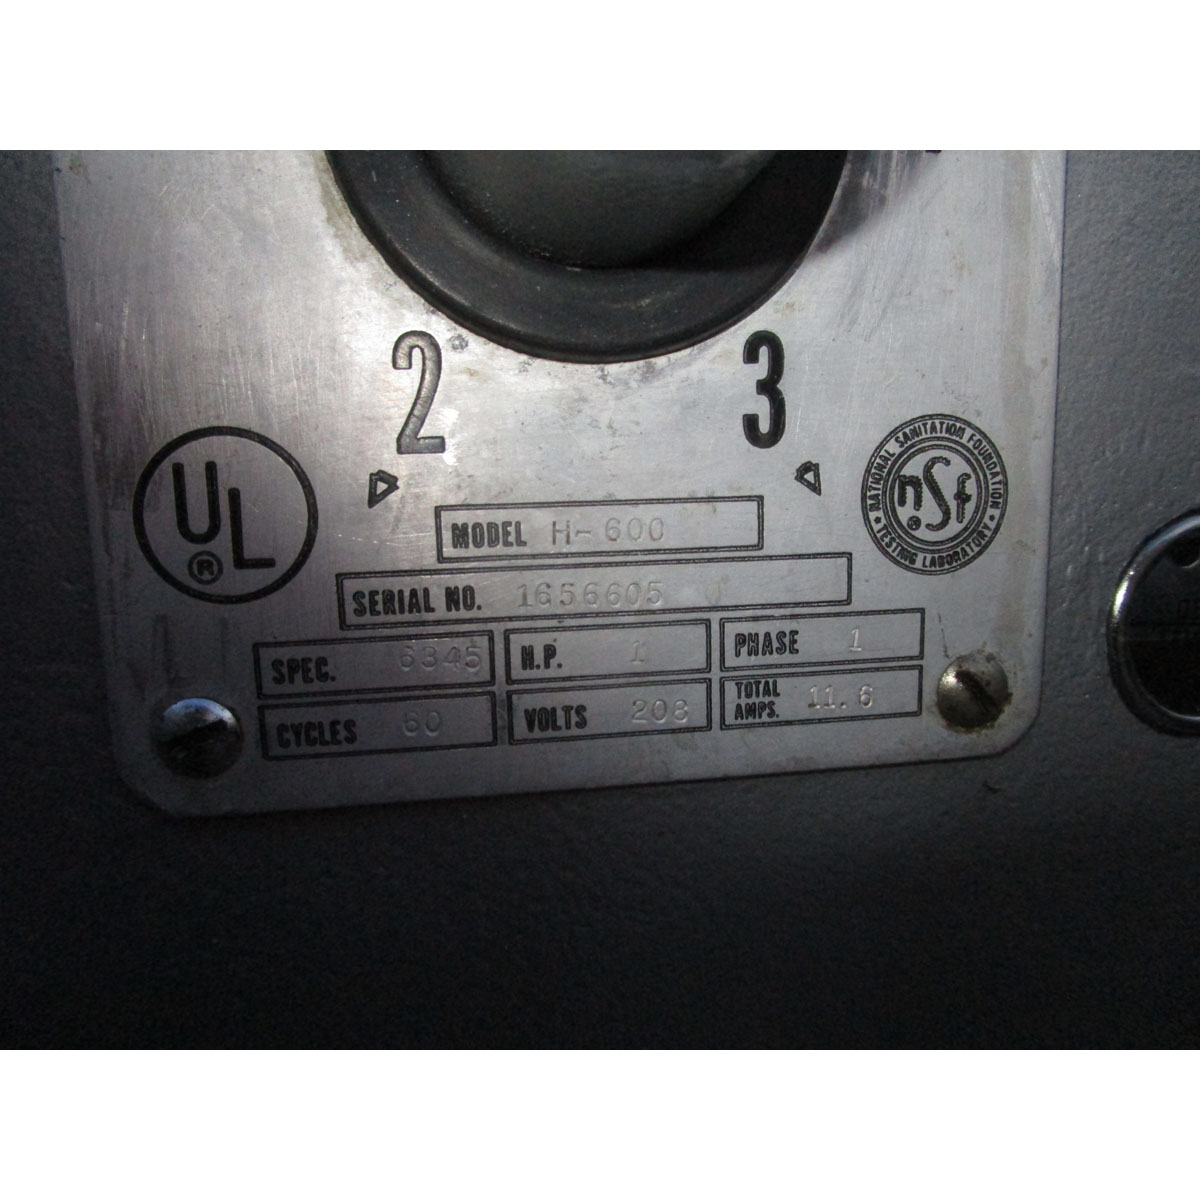 2 3
UL
®
NATIONAL SANITATION FOUNDATION
nsf
TESTING LABORATORY
MODEL H-600
SERIAL NO. 1656605
SPEC. 6345 H.P. 1 PHASE 1
CYCLES 60 VOLTS 208 TOTAL AMPS. 11.6